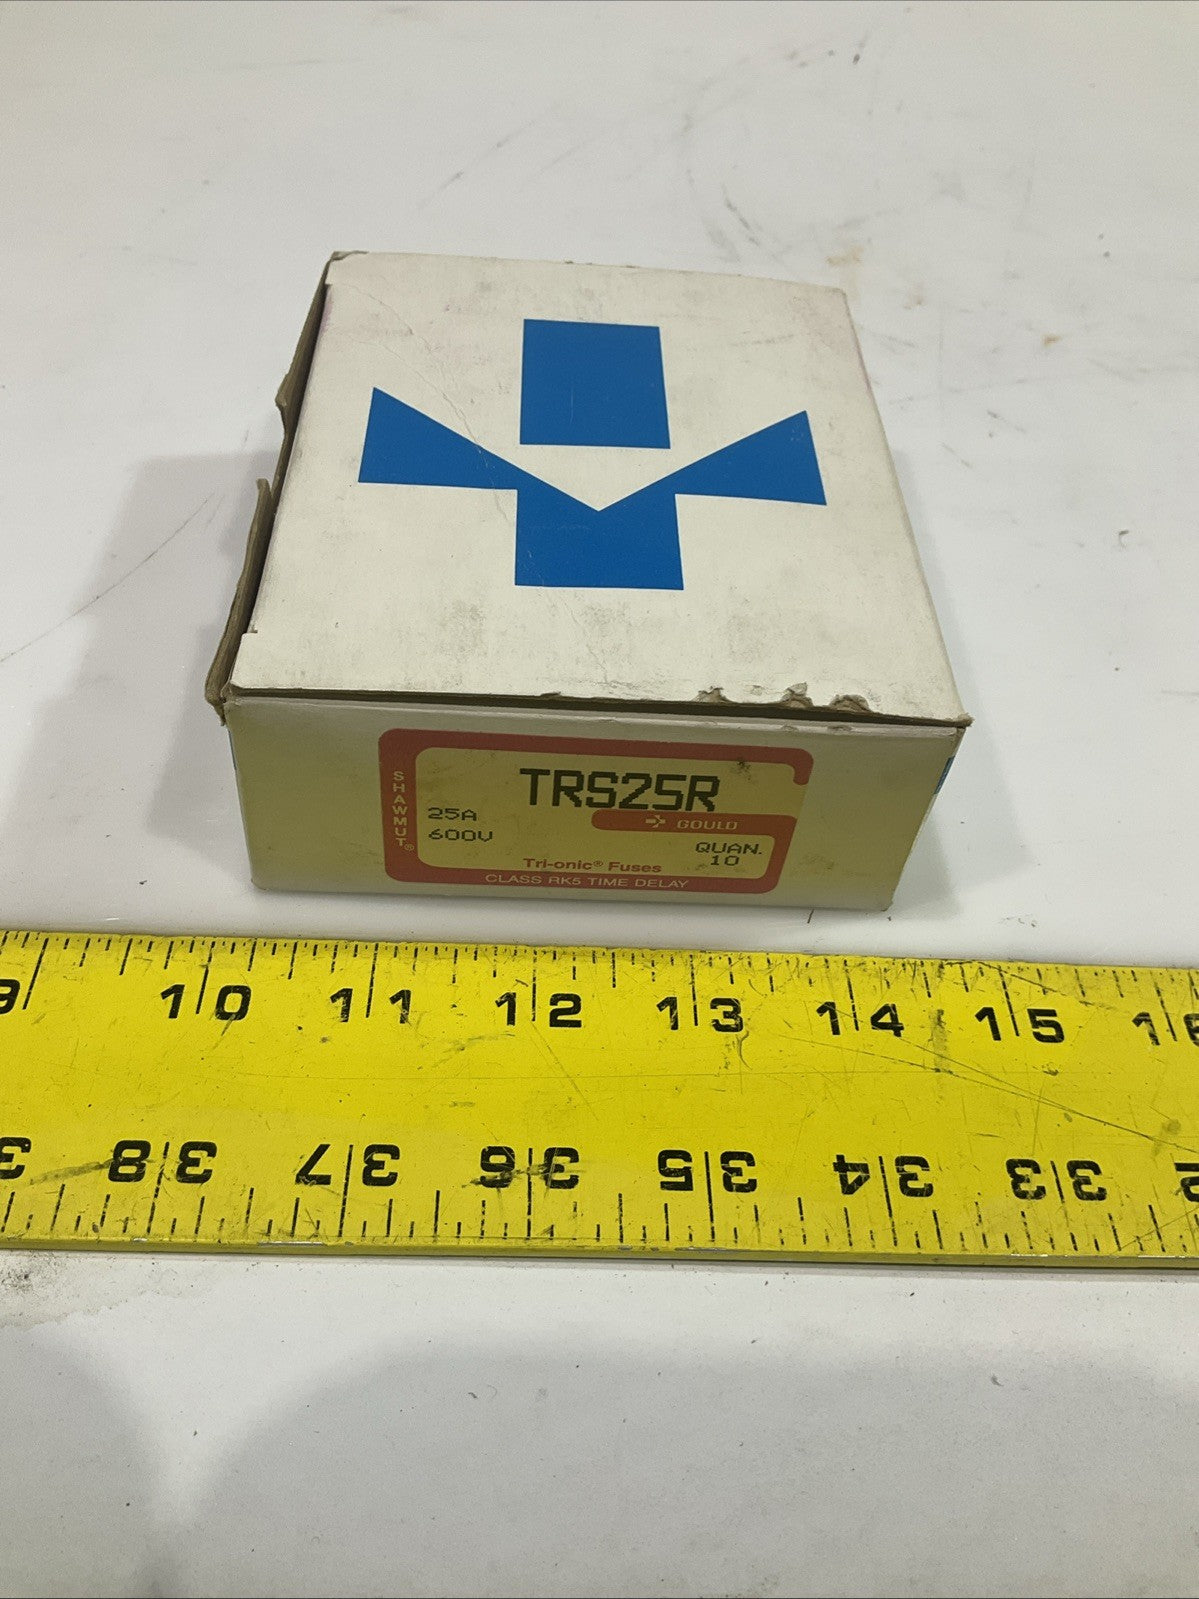 TRS25R
SHAWMUT®
25A
600V
GOULD
QUAN.
10
Tri-onic® Fuses
CLASS RK5 TIME DELAY
9 10 11 12 13 14 15 16
38 37 36 35 34 33